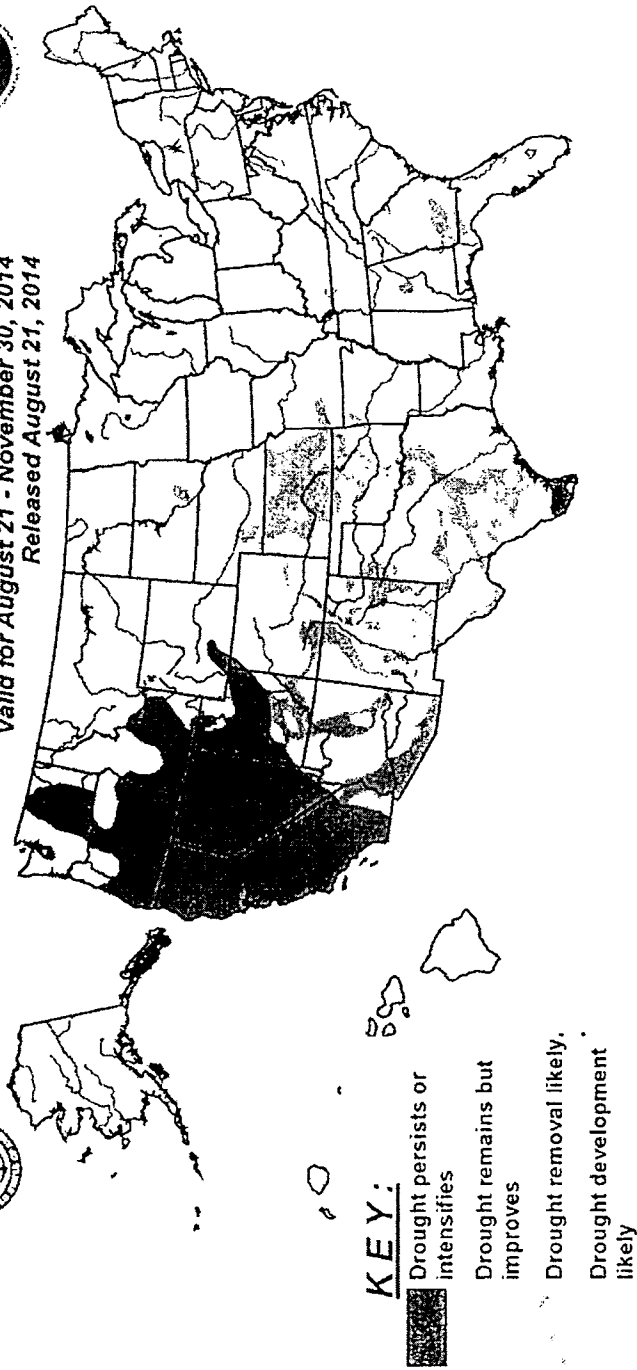 Valid for August 21 - November 30, 2014
Released August 21, 2014
KEY:
Drought persists or
intensifies
Drought remains but
improves
Drought removal likely.
Drought development
likely